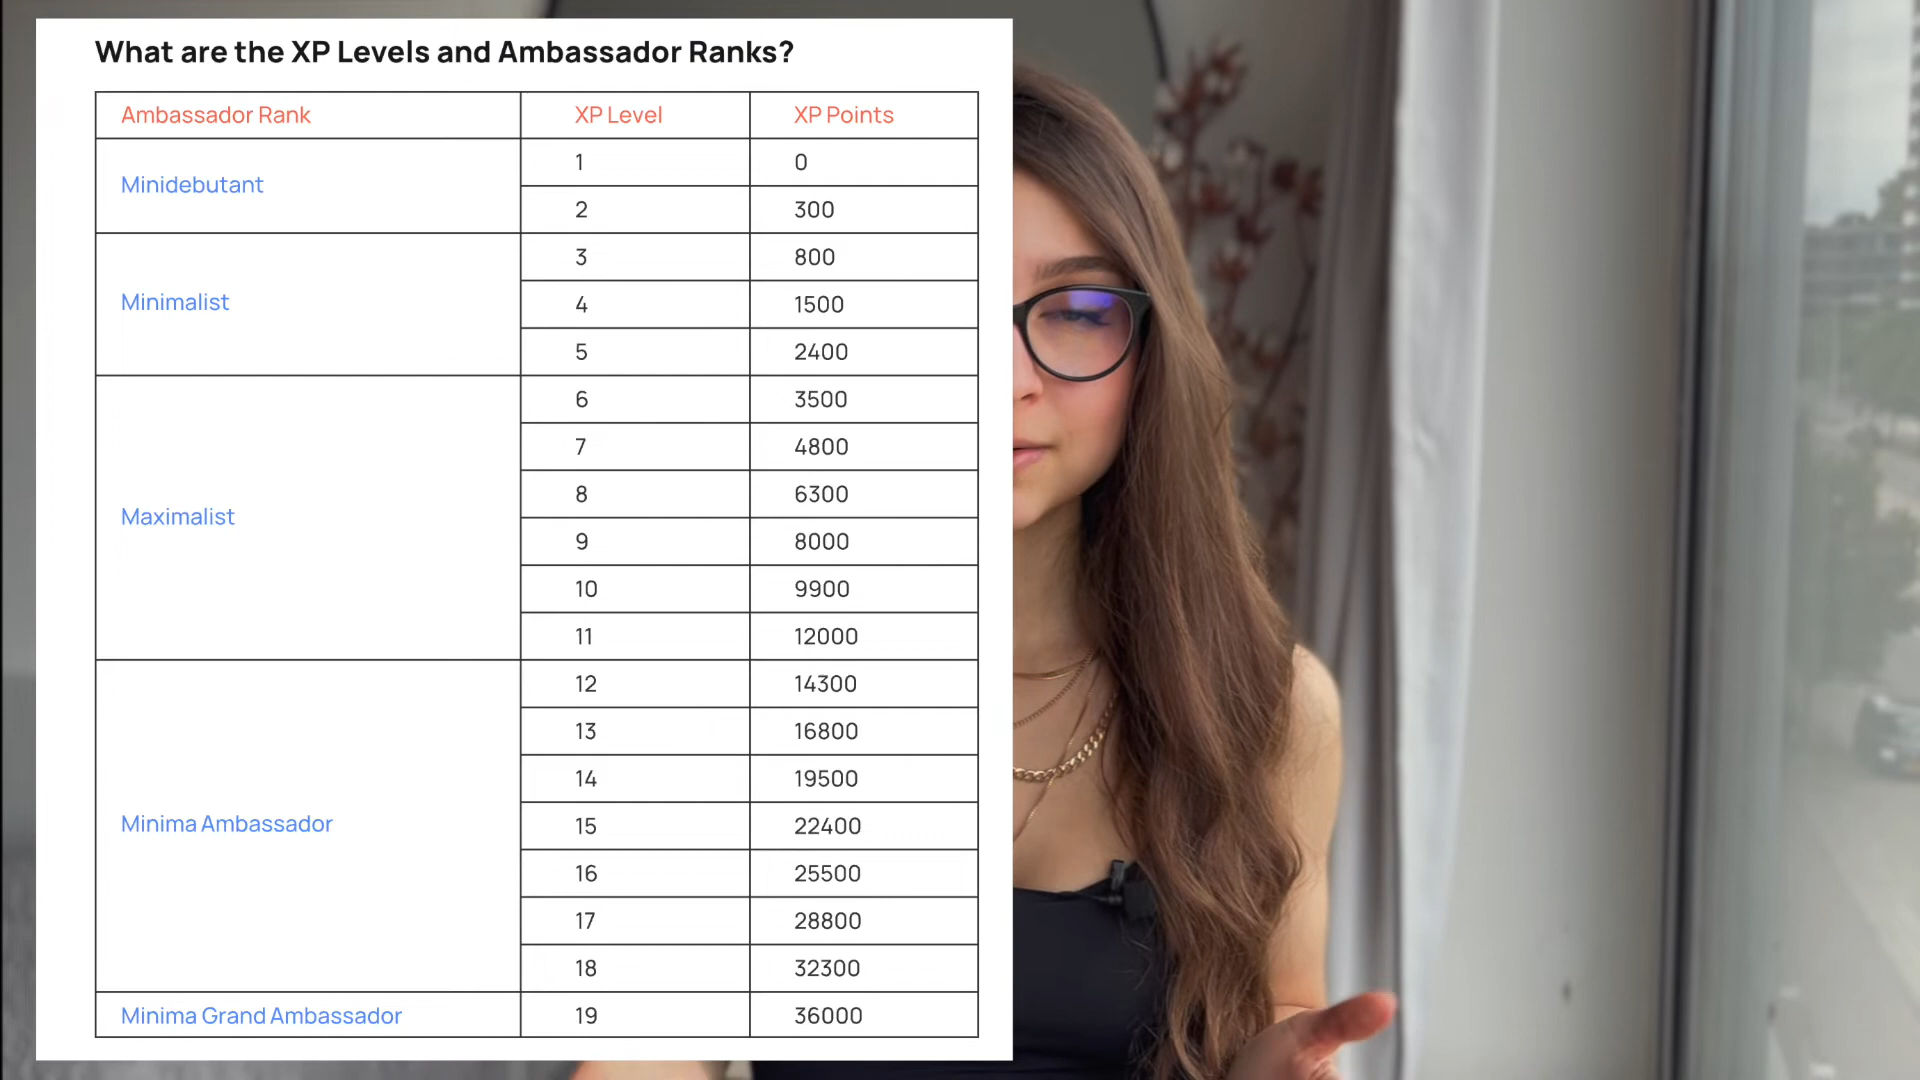 What are the XP Levels and Ambassador Ranks?
Ambassador Rank XP Level XP Points
Minidebutant
1 0
2 300
Minimalist
3 800
4 1500
5 2400
Maximalist
6 3500
7 4800
8 6300
9 8000
10 9900
11 12000
Minima Ambassador
12 14300
13 16800
14 19500
15 22400
16 25500
17 28800
18 32300
Minima Grand Ambassador 19 36000